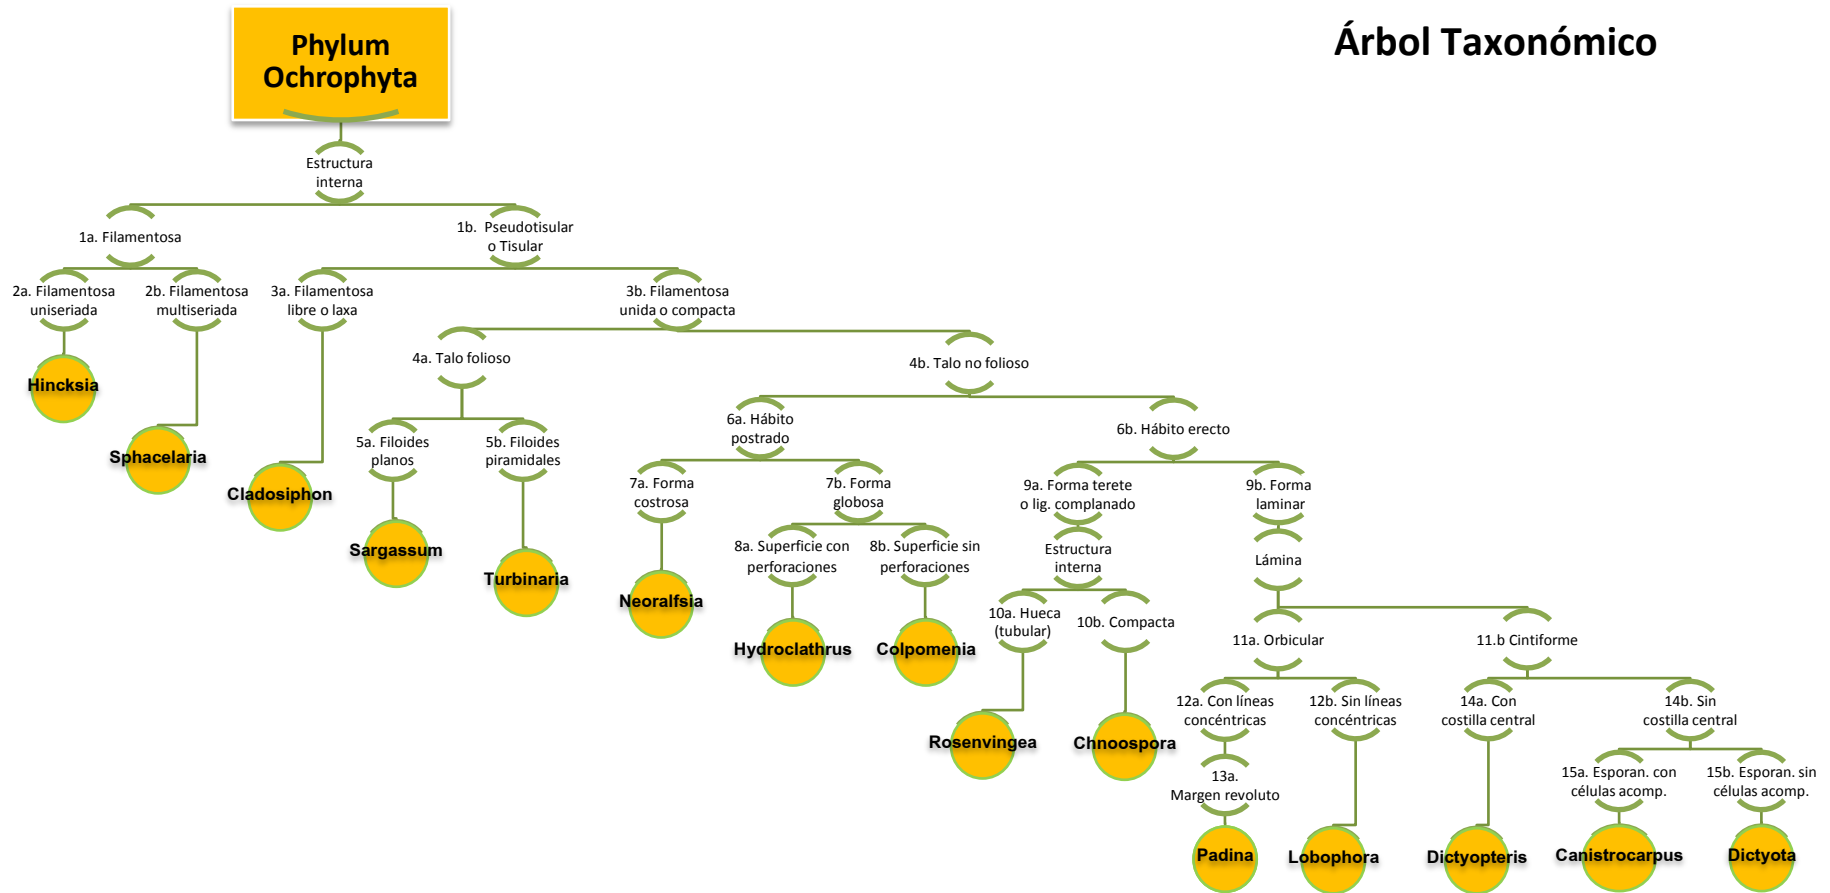 Árbol Taxonómico
Phylum
Ochrophyta
Estructura
interna
1a. Filamentosa
1b. Pseudotisular
o Tisular
2a. Filamentosa
uniseriada
2b. Filamentosa
multiseriada
3a. Filamentosa
libre o laxa
3b. Filamentosa
unida o compacta
Hincksia
Sphacelaria
Cladosiphon
4a. Talo folioso
4b. Talo no folioso
5a. Filoides
planos
5b. Filoides
piramidales
Sargassum
Turbinaria
6a. Hábito
postrado
6b. Hábito erecto
7a. Forma
costrosa
7b. Forma
globosa
Neoralfsia
8a. Superficie con
perforaciones
8b. Superficie sin
perforaciones
Hydroclathrus
Colpomenia
9a. Forma terete
o lig. complanado
9b. Forma
laminar
Estructura
interna
Lámina
10a. Hueca
(tubular)
10b. Compacta
Rosenvingea
Chnoospora
11a. Orbicular
11.b Cintiforme
12a. Con líneas
concéntricas
12b. Sin líneas
concéntricas
13a.
Margen revoluto
14a. Con
costilla central
14b. Sin
costilla central
15a. Esporan. con
células acomp.
15b. Esporan. sin
células acomp.
Padina
Lobophora
Dictyopteris
Canistrocarpus
Dictyota